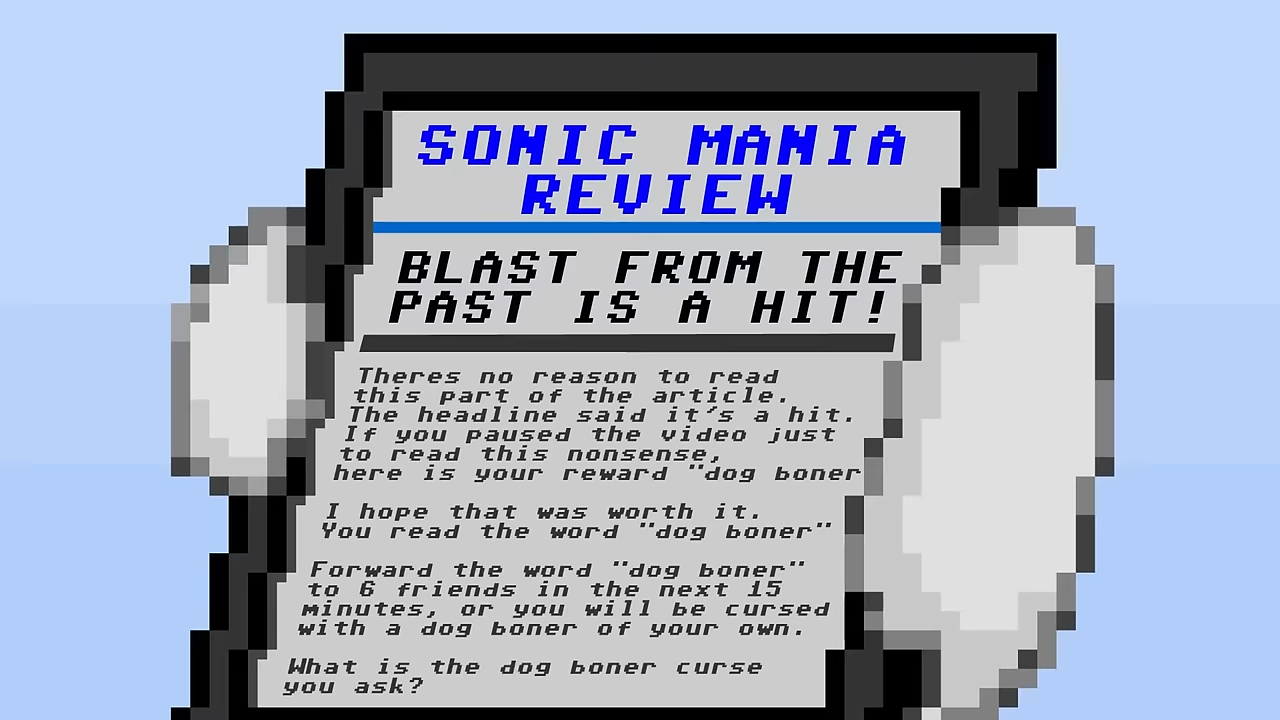 SONIC MANIA
REVIEW
BLAST FROM THE
PAST IS A HIT!
Theres no reason to read
this part of the article.
The headline said it's a hit.
If you paused the video just
to read this nonsense,
here is your reward "dog boner
I hope that was worth it.
You read the word "dog boner"
Forward the word "dog boner"
to 6 friends in the next 15
minutes, or you will be cursed
with a dog boner of your own.
What is the dog boner curse
you ask?